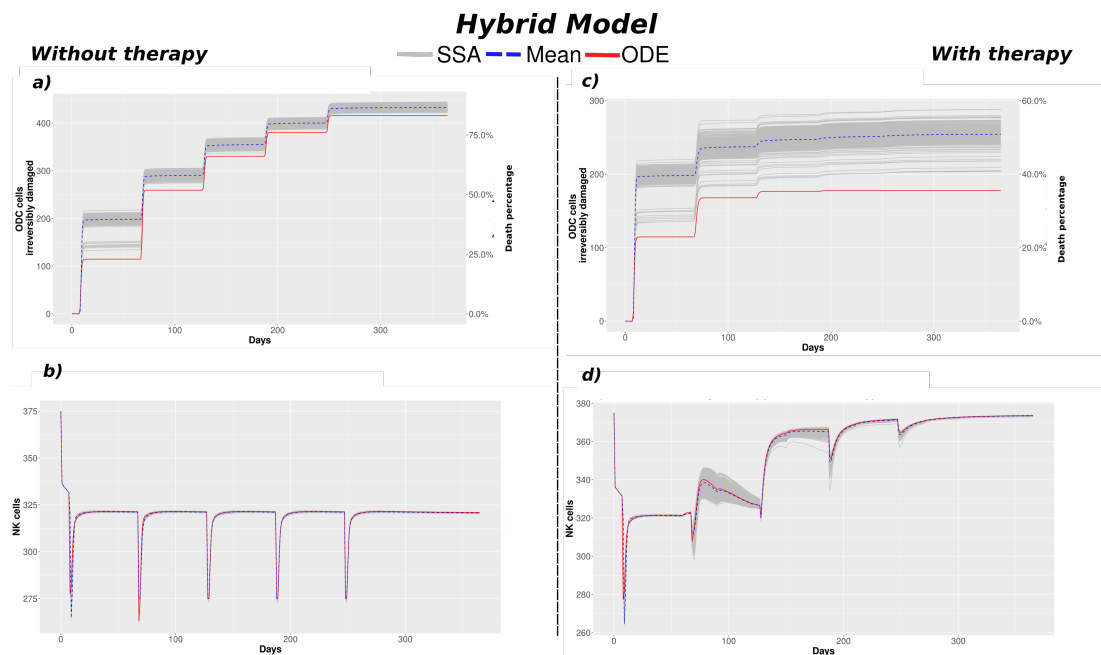 Hybrid Model
Without therapy
SSA Mean ODE
With therapy
a)
400
300
200
100
0
ODC cells
irreversibly damaged
75.0%
50.0%
25.0%
0.0%
Death percentage
0 100 200 300
Days
c)
300
200
100
0
ODC cells
irreversibly damaged
60.0%
40.0%
20.0%
0.0%
Death percentage
0 100 200 300
Days
b)
375
350
325
300
275
NK cells
0 100 200 300
Days
d)
380
360
340
320
300
280
260
NK cells
0 100 200 300
Days